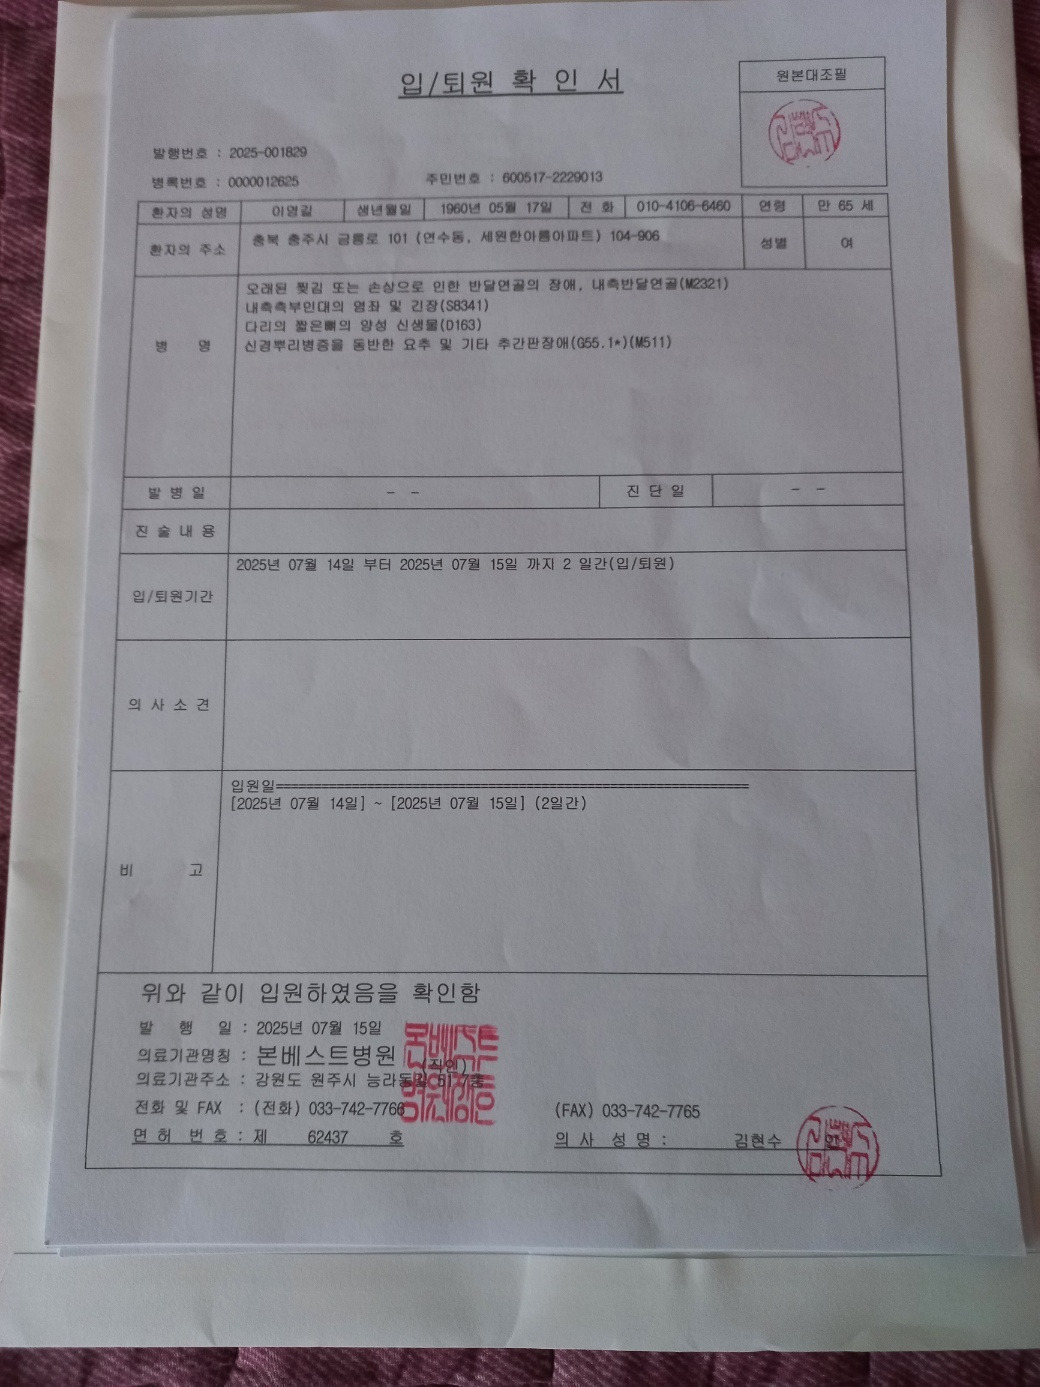 입/퇴원 확 인 서
원본대조필
발행번호 : 2025-001829
병록번호 : 0000012625
주민번호 : 600517-2229013
환자의 성명 이영길 생년월일 1960년 05월 17일 전 화 010-4106-6460 연령 만 65 세
환자의 주소 충북 충주시 금릉로 101 (연수동, 세원한아름아파트) 104-906 성별 여
병 명
오래된 찢김 또는 손상으로 인한 반달연골의 장애, 내측반달연골(M2321)
내측측부인대의 염좌 및 긴장(S8341)
다리의 짧은뼈의 양성 신생물(D163)
신경뿌리병증을 동반한 요추 및 기타 추간판장애(G55.1*)(M511)
발 병 일 - - 진 단 일 - -
진 술 내 용
입/퇴원기간 2025년 07월 14일 부터 2025년 07월 15일 까지 2 일간(입/퇴원)
의 사 소 견
비 고
입원일==========================================================
[2025년 07월 14일] ~ [2025년 07월 15일] (2일간)
위와 같이 입원하였음을 확인함
발 행 일 : 2025년 07월 15일
의료기관명칭 : 본베스트병원 (직인)
의료기관주소 : 강원도 원주시 능라동길 51 7층
전화 및 FAX : (전화) 033-742-7766 (FAX) 033-742-7765
면 허 번 호 : 제 62437 호 의 사 성 명 : 김현수